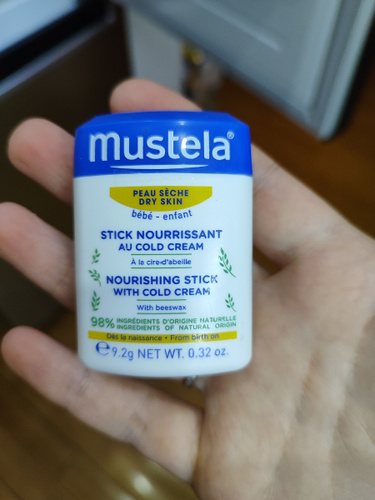 mustela®
PEAU SÈCHE
DRY SKIN
bébé - enfant
STICK NOURRISSANT
AU COLD CREAM
À la cire-d'abeille
NOURISHING STICK
WITH COLD CREAM
With beeswax
98% INGRÉDIENTS D'ORIGINE NATURELLE
INGREDIENTS OF NATURAL ORIGIN
Dès la naissance • From birth on
℮9.2g NET WT. 0.32 oz.